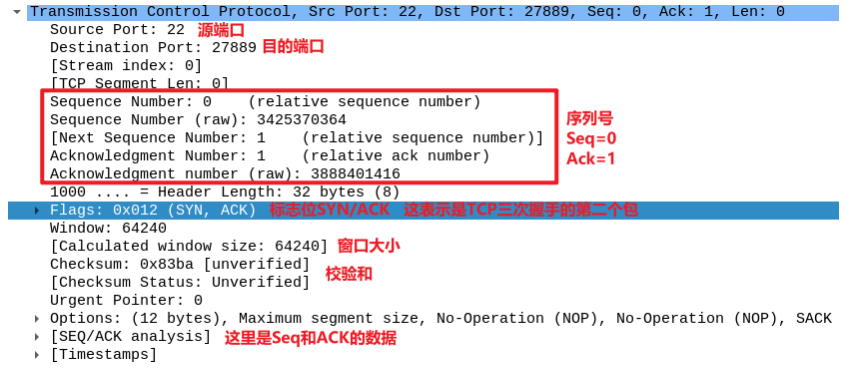 Transmission Control Protocol, Src Port: 22, Dst Port: 27889, Seq: 0, Ack: 1, Len: 0
Source Port: 22 源端口
Destination Port: 27889 目的端口
[Stream index: 0]
[TCP Segment Len: 0]
Sequence Number: 0 (relative sequence number)
Sequence Number (raw): 3425370364
[Next Sequence Number: 1 (relative sequence number)]
Acknowledgment Number: 1 (relative ack number)
Acknowledgment number (raw): 3888401416
序列号
Seq=0
Ack=1
1000 .... = Header Length: 32 bytes (8)
Flags: 0x012 (SYN, ACK) 标志位SYN/ACK 这表示是TCP三次握手的第二个包
Window: 64240
[Calculated window size: 64240] 窗口大小
Checksum: 0x83ba [unverified]
[Checksum Status: Unverified]
校验和
Urgent Pointer: 0
Options: (12 bytes), Maximum segment size, No-Operation (NOP), No-Operation (NOP), SACK
[SEQ/ACK analysis] 这里是Seq和ACK的数据
[Timestamps]